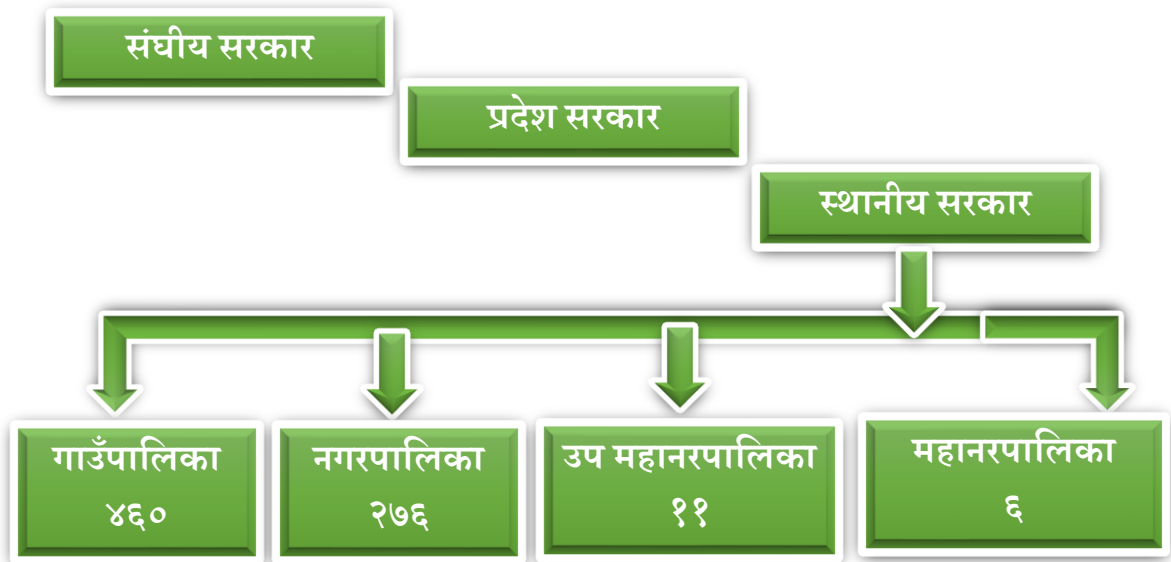 संघीय सरकार
प्रदेश सरकार
स्थानीय सरकार
गाउँपालिका
४६०
नगरपालिका
२७६
उप महानरपालिका
११
महानरपालिका
६